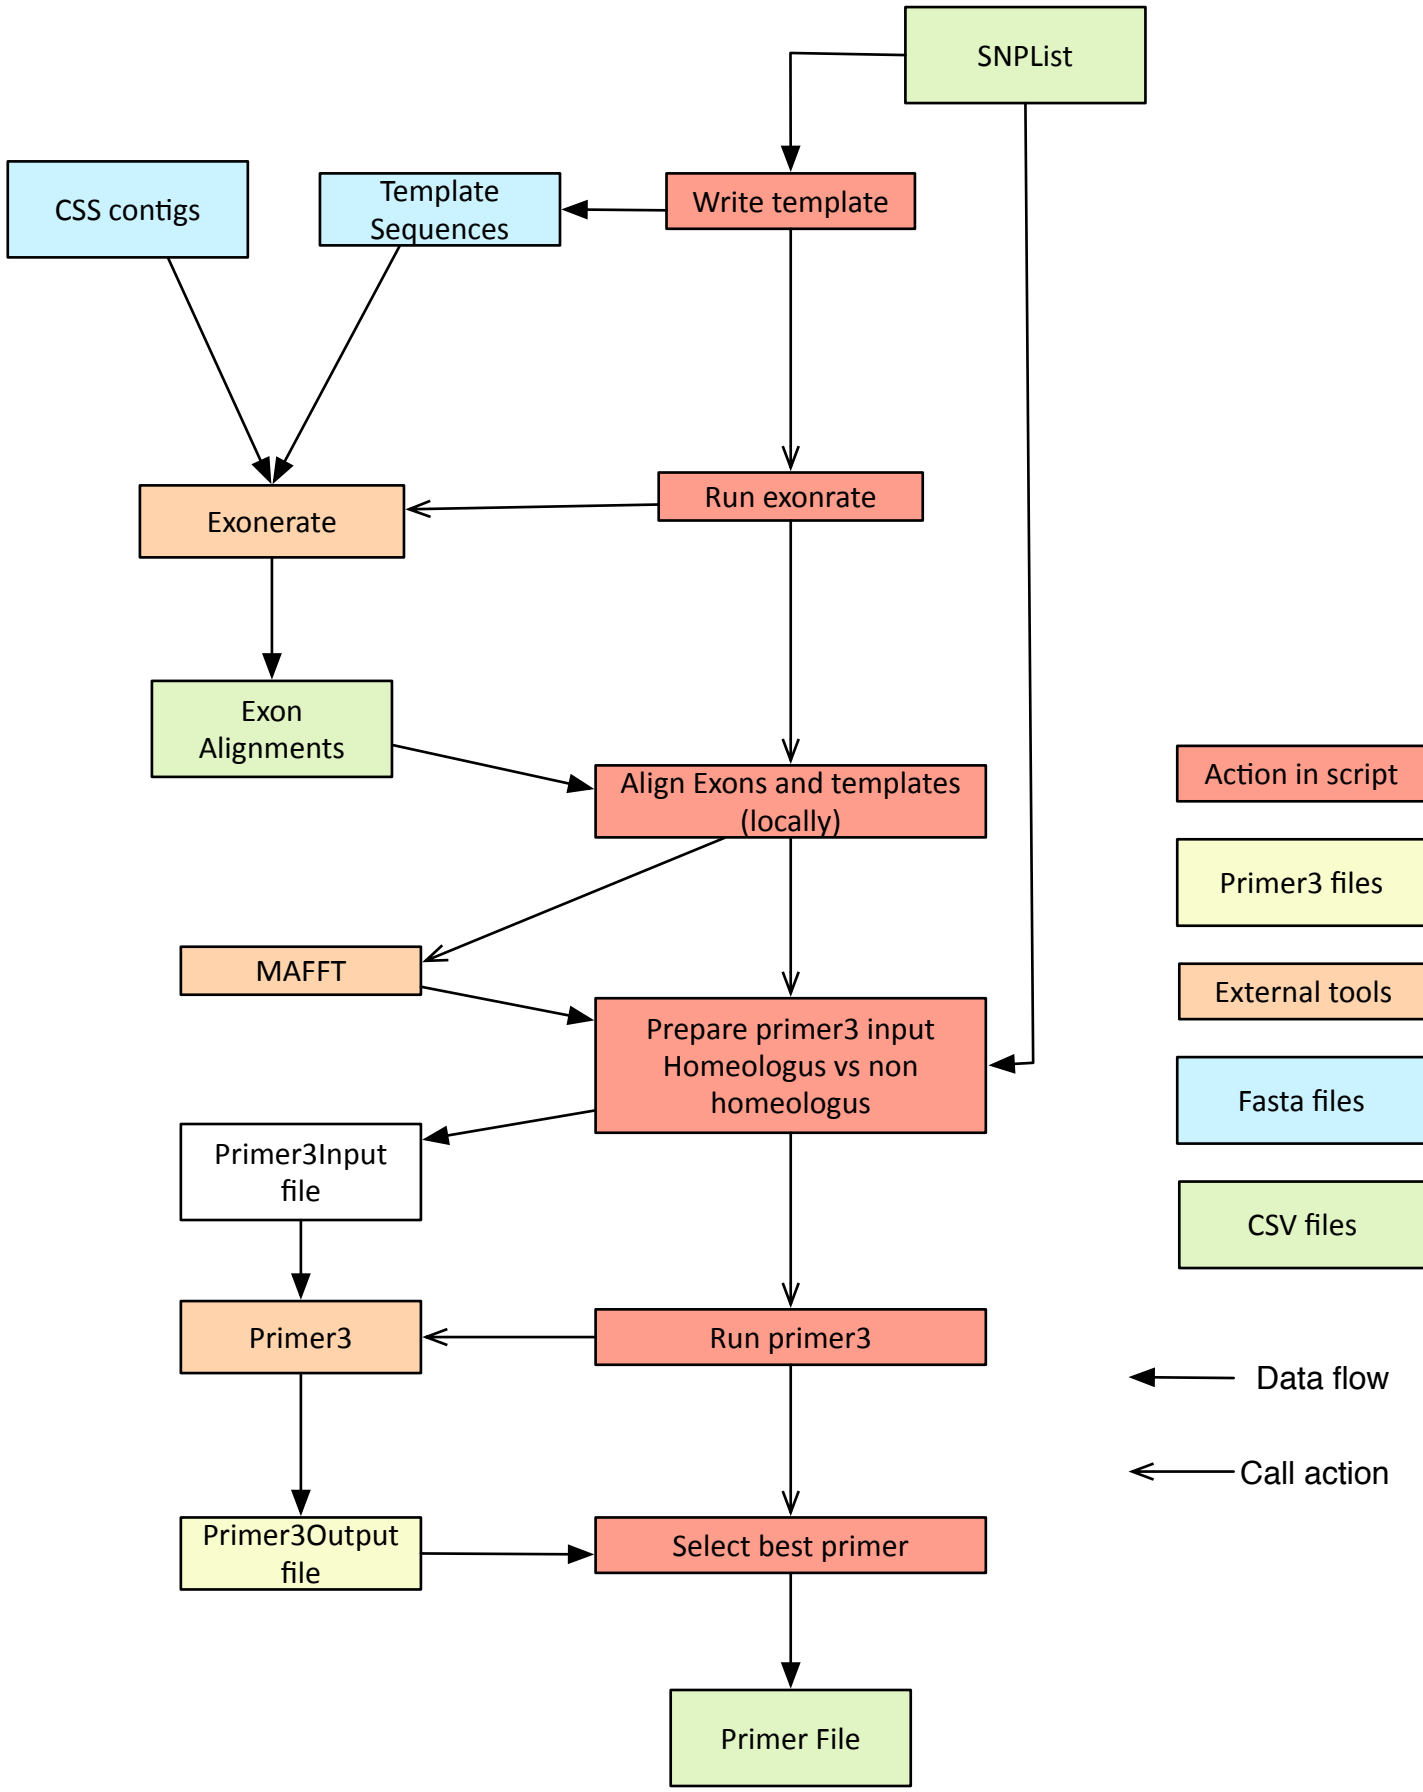 SNPList
CSS contigs
Template
Sequences
Write template
Exonerate
Run exonrate
Exon
Alignments
Align Exons and templates
(locally)
MAFFT
Prepare primer3 input
Homeologus vs non
homeologus
Primer3Input
file
Primer3
Run primer3
Primer3Output
file
Select best primer
Primer File
Action in script
Primer3 files
External tools
Fasta files
CSV files
Data flow
Call action